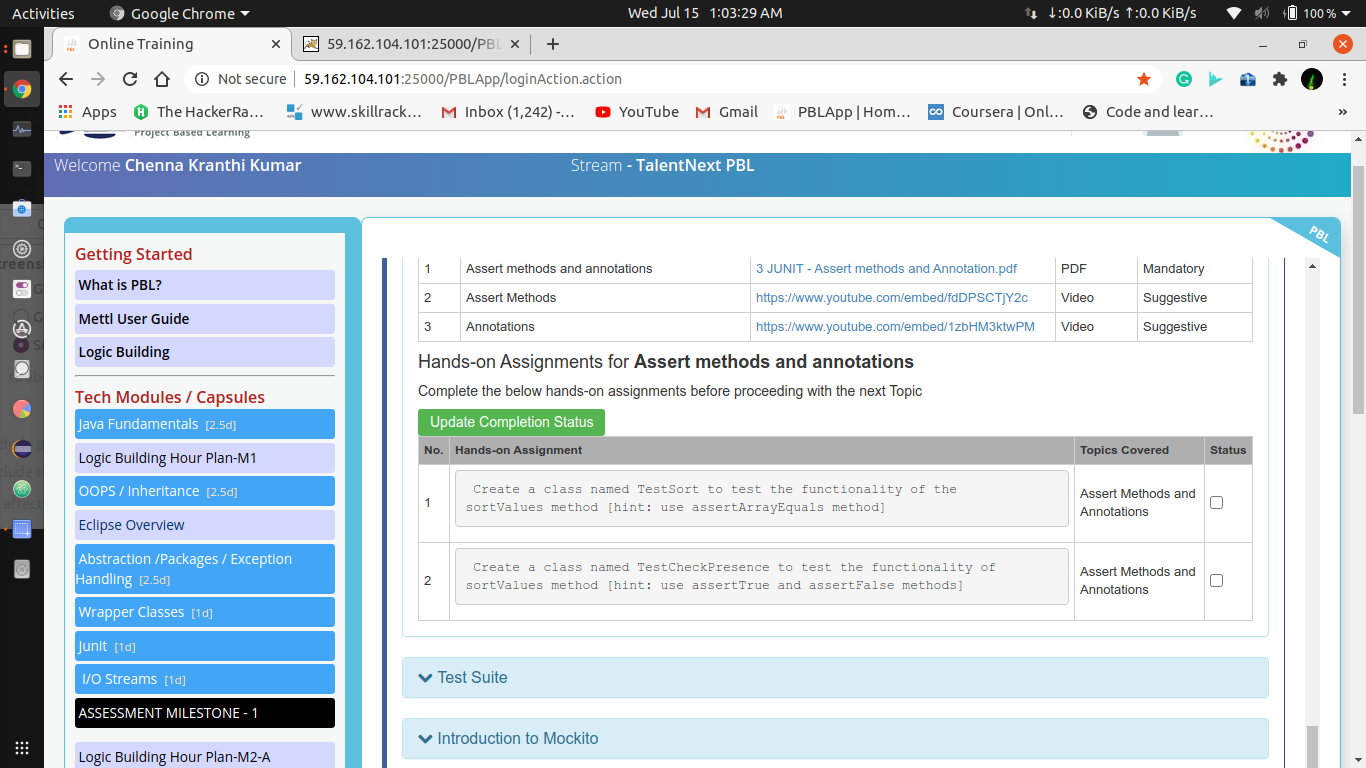 Activities
Google Chrome
Wed Jul 15 1:03:29 AM
↓:0.0 KiB/s ↑:0.0 KiB/s
100 %
Online Training
59.162.104.101:25000/PBL
Not secure
59.162.104.101:25000/PBLApp/loginAction.action
Apps
The HackerRa…
www.skillrack…
Inbox (1,242) -…
YouTube
Gmail
PBLApp | Hom…
Coursera | Onl…
Code and lear…
»
Project Based Learning
Welcome Chenna Kranthi Kumar
Stream - TalentNext PBL
PBL
Getting Started
What is PBL?
Mettl User Guide
Logic Building
Tech Modules / Capsules
Java Fundamentals [2.5d]
Logic Building Hour Plan-M1
OOPS / Inheritance [2.5d]
Eclipse Overview
Abstraction /Packages / Exception
Handling [2.5d]
Wrapper Classes [1d]
Junit [1d]
I/O Streams [1d]
ASSESSMENT MILESTONE - 1
Logic Building Hour Plan-M2-A
1 Assert methods and annotations 3 JUNIT - Assert methods and Annotation.pdf PDF Mandatory
2 Assert Methods https://www.youtube.com/embed/fdDPSCTjY2c Video Suggestive
3 Annotations https://www.youtube.com/embed/1zbHM3ktwPM Video Suggestive
Hands-on Assignments for Assert methods and annotations
Complete the below hands-on assignments before proceeding with the next Topic
Update Completion Status
No. Hands-on Assignment Topics Covered Status
1
Create a class named TestSort to test the functionality of the
sortValues method [hint: use assertArrayEquals method]
Assert Methods and
Annotations
2
Create a class named TestCheckPresence to test the functionality of
sortValues method [hint: use assertTrue and assertFalse methods]
Assert Methods and
Annotations
Test Suite
Introduction to Mockito